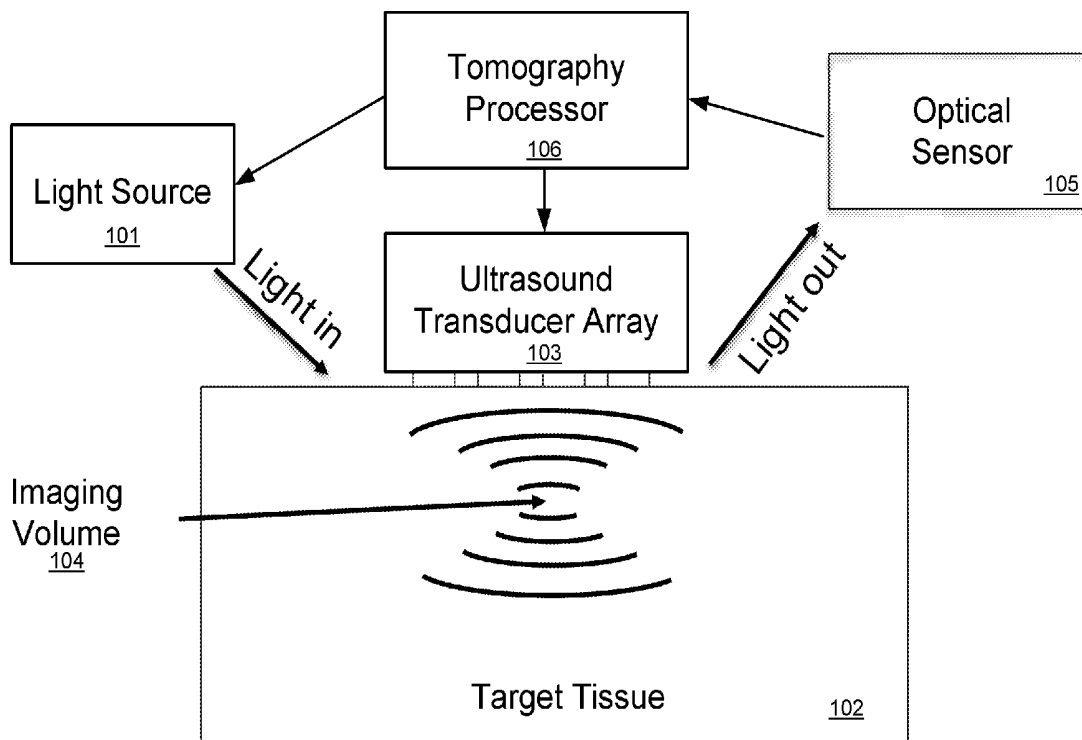 Tomography
Processor
106
Optical
Sensor
105
Light Source
101
Light in
Ultrasound
Transducer Array
103
Light out
Imaging
Volume
104
Target Tissue
102